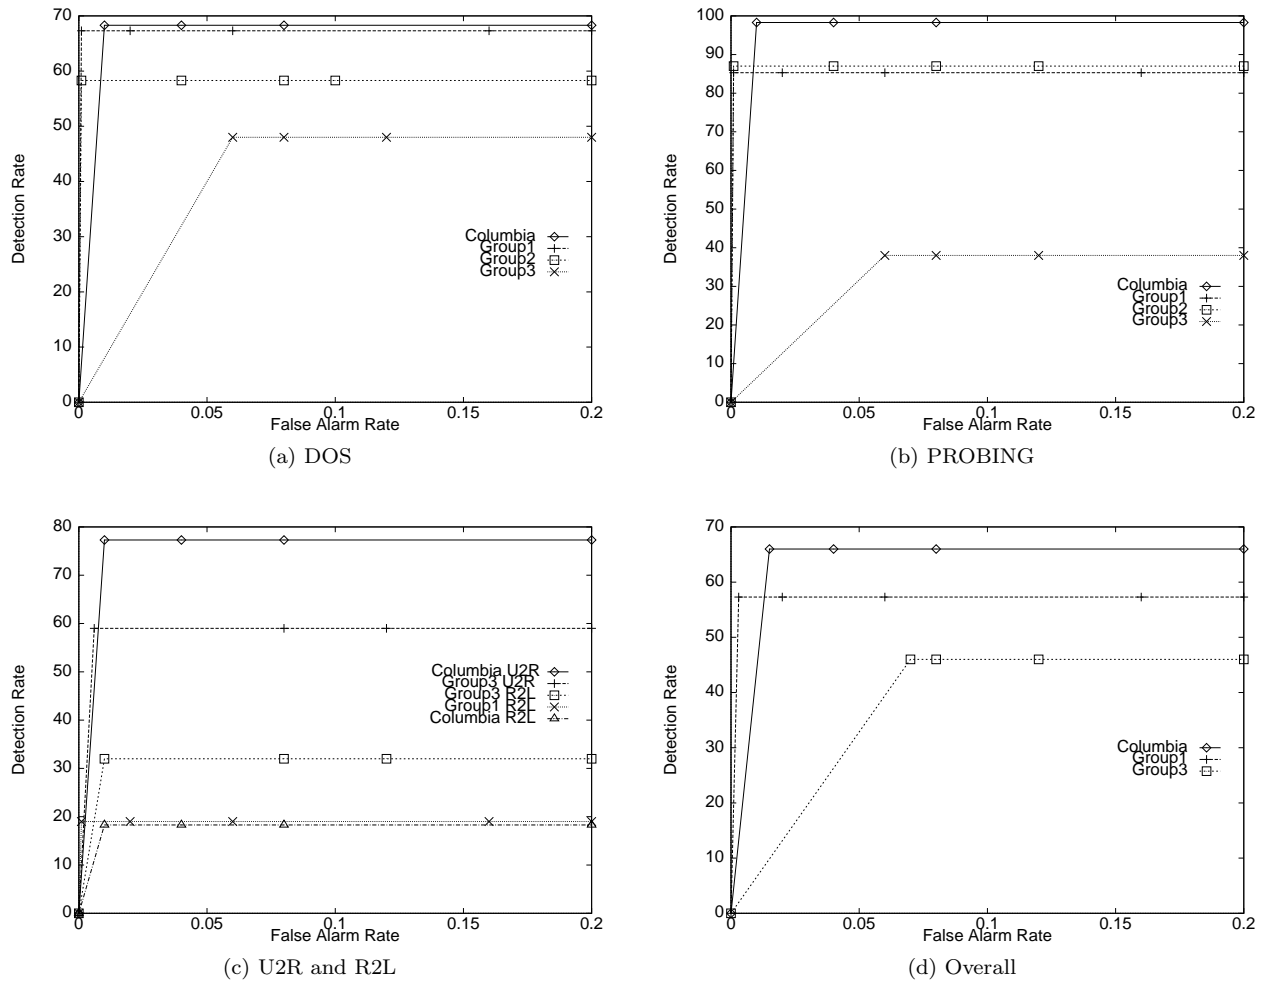 70
60
50
40
30
20
10
0
Detection Rate
Columbia
Group1
Group2
Group3
0 0.05 0.1 0.15 0.2
False Alarm Rate
(a) DOS
100
90
80
70
60
50
40
30
20
10
0
Detection Rate
Columbia
Group1
Group2
Group3
0 0.05 0.1 0.15 0.2
False Alarm Rate
(b) PROBING
80
70
60
50
40
30
20
10
0
Detection Rate
Columbia U2R
Group3 U2R
Group3 R2L
Group1 R2L
Columbia R2L
0 0.05 0.1 0.15 0.2
False Alarm Rate
(c) U2R and R2L
70
60
50
40
30
20
10
0
Detection Rate
Columbia
Group1
Group3
0 0.05 0.1 0.15 0.2
False Alarm Rate
(d) Overall